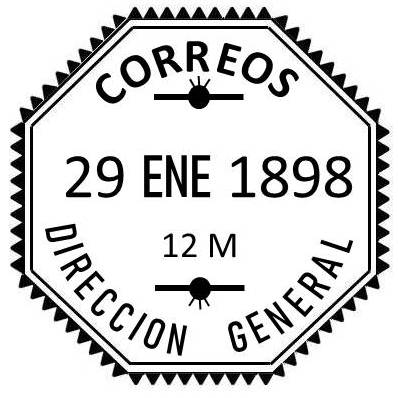 CORREOS
29 ENE 1898
12 M
DIRECCION GENERAL